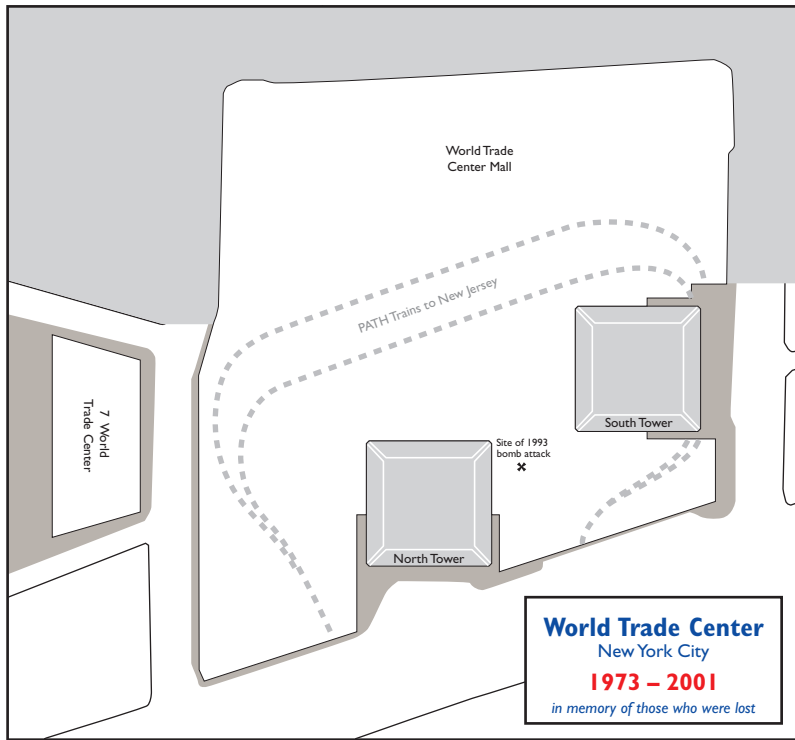 World Trade
Center Mall
PATH Trains to New Jersey
7 World
Trade Center
South Tower
Site of 1993
bomb attack
North Tower
World Trade Center
New York City
1973 – 2001
in memory of those who were lost